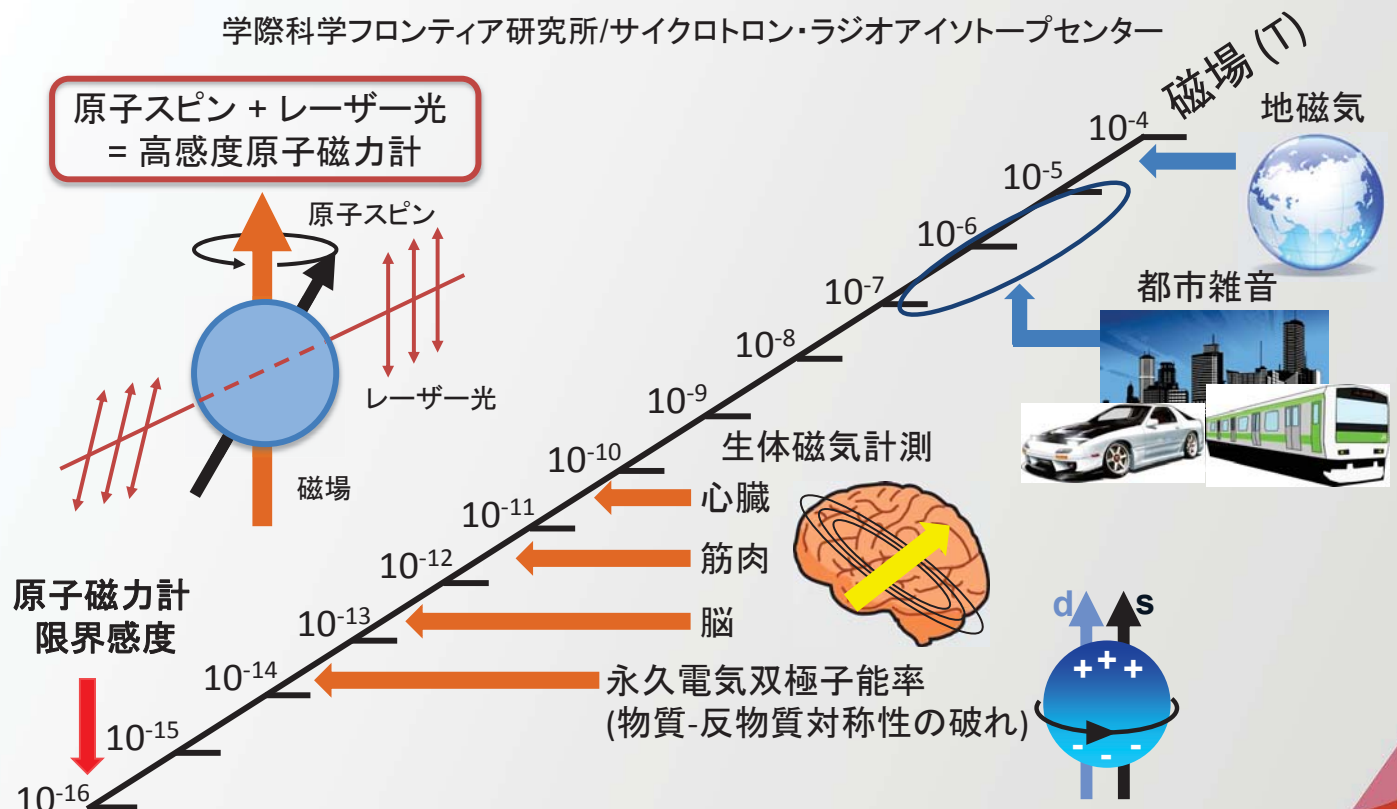 学際科学フロンティア研究所/サイクロトロン・ラジオアイソトープセンター
原子スピン + レーザー光
= 高感度原子磁力計
原子スピン
レーザー光
磁場
磁場 (T)
地磁気
10⁻⁴
10⁻⁵
10⁻⁶
都市雑音
10⁻⁷
10⁻⁸
10⁻⁹
生体磁気計測
10⁻¹⁰
心臓
10⁻¹¹
筋肉
10⁻¹²
脳
10⁻¹³
10⁻¹⁴
永久電気双極子能率
(物質-反物質対称性の破れ)
原子磁力計
限界感度
10⁻¹⁵
10⁻¹⁶
d s
+ + +
- - -